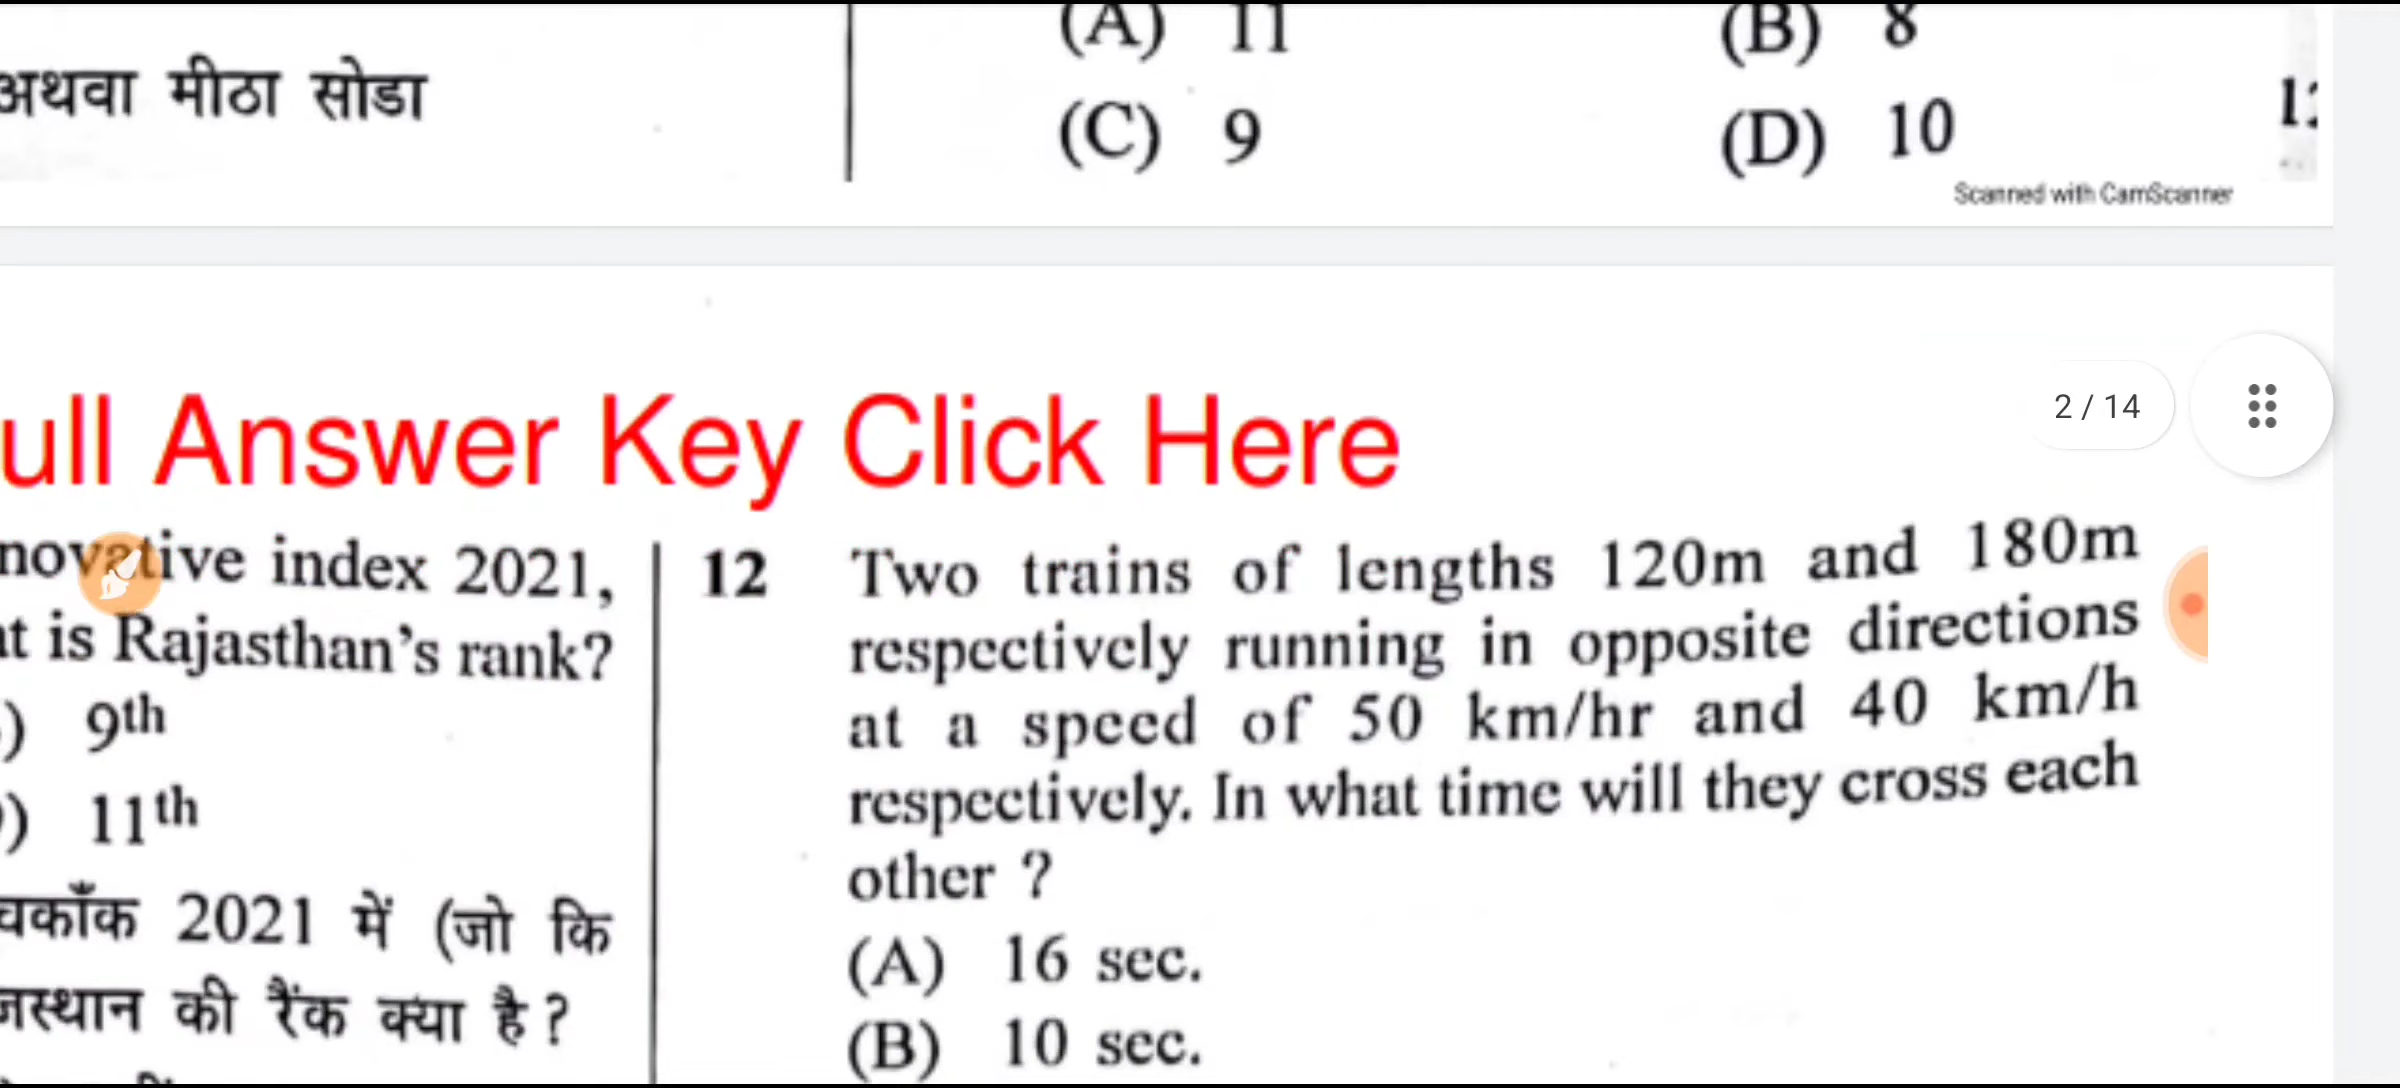 अथवा मीठा सोडा
(A) 11
(B) 8
(C) 9
(D) 10
Scanned with CamScanner
ull Answer Key Click Here
2 / 14
novative index 2021,
t is Rajasthan's rank?
) 9th
) 11th
2021 में (जो कि
की रैंक क्या है ?
12 Two trains of lengths 120m and 180m
respectively running in opposite directions
at a speed of 50 km/hr and 40 km/h
respectively. In what time will they cross each
other ?
(A) 16 sec.
(B) 10 sec.